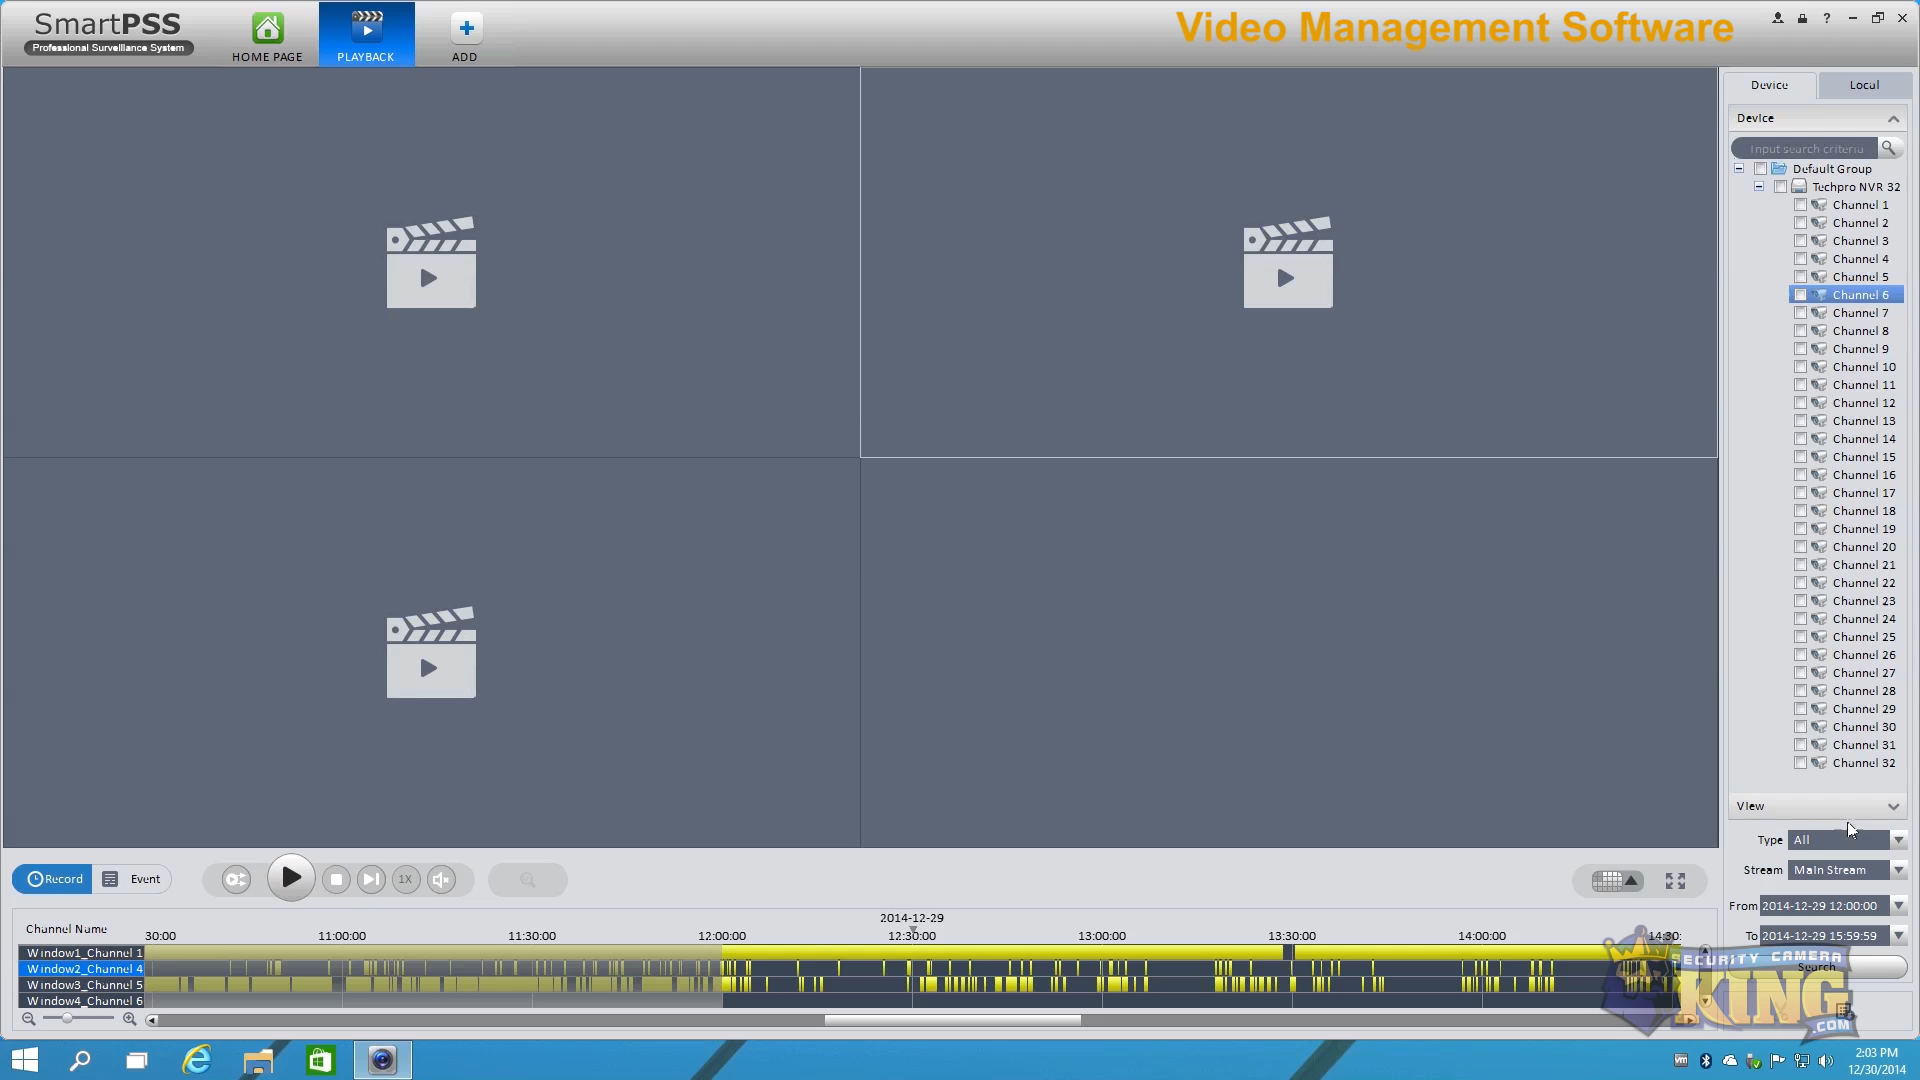 SmartPSS
Professional Surveillance System
HOME PAGE
PLAYBACK
ADD
Video Management Software
?
Device
Local
Device
Input search criteria
Default Group
Techpro NVR 32
Channel 1
Channel 2
Channel 3
Channel 4
Channel 5
Channel 6
Channel 7
Channel 8
Channel 9
Channel 10
Channel 11
Channel 12
Channel 13
Channel 14
Channel 15
Channel 16
Channel 17
Channel 18
Channel 19
Channel 20
Channel 21
Channel 22
Channel 23
Channel 24
Channel 25
Channel 26
Channel 27
Channel 28
Channel 29
Channel 30
Channel 31
Channel 32
View
Type All
Stream Main Stream
From 2014-12-29 12:00:00
To 2014-12-29 15:59:59
Search
Record
Event
1X
2014-12-29
Channel Name
30:00 11:00:00 11:30:00 12:00:00 12:30:00 13:00:00 13:30:00 14:00:00 14:30:
Window1_Channel 1
Window2_Channel 4
Window3_Channel 5
Window4_Channel 6
SECURITY CAMERA
KING
.COM
2:03 PM
12/30/2014